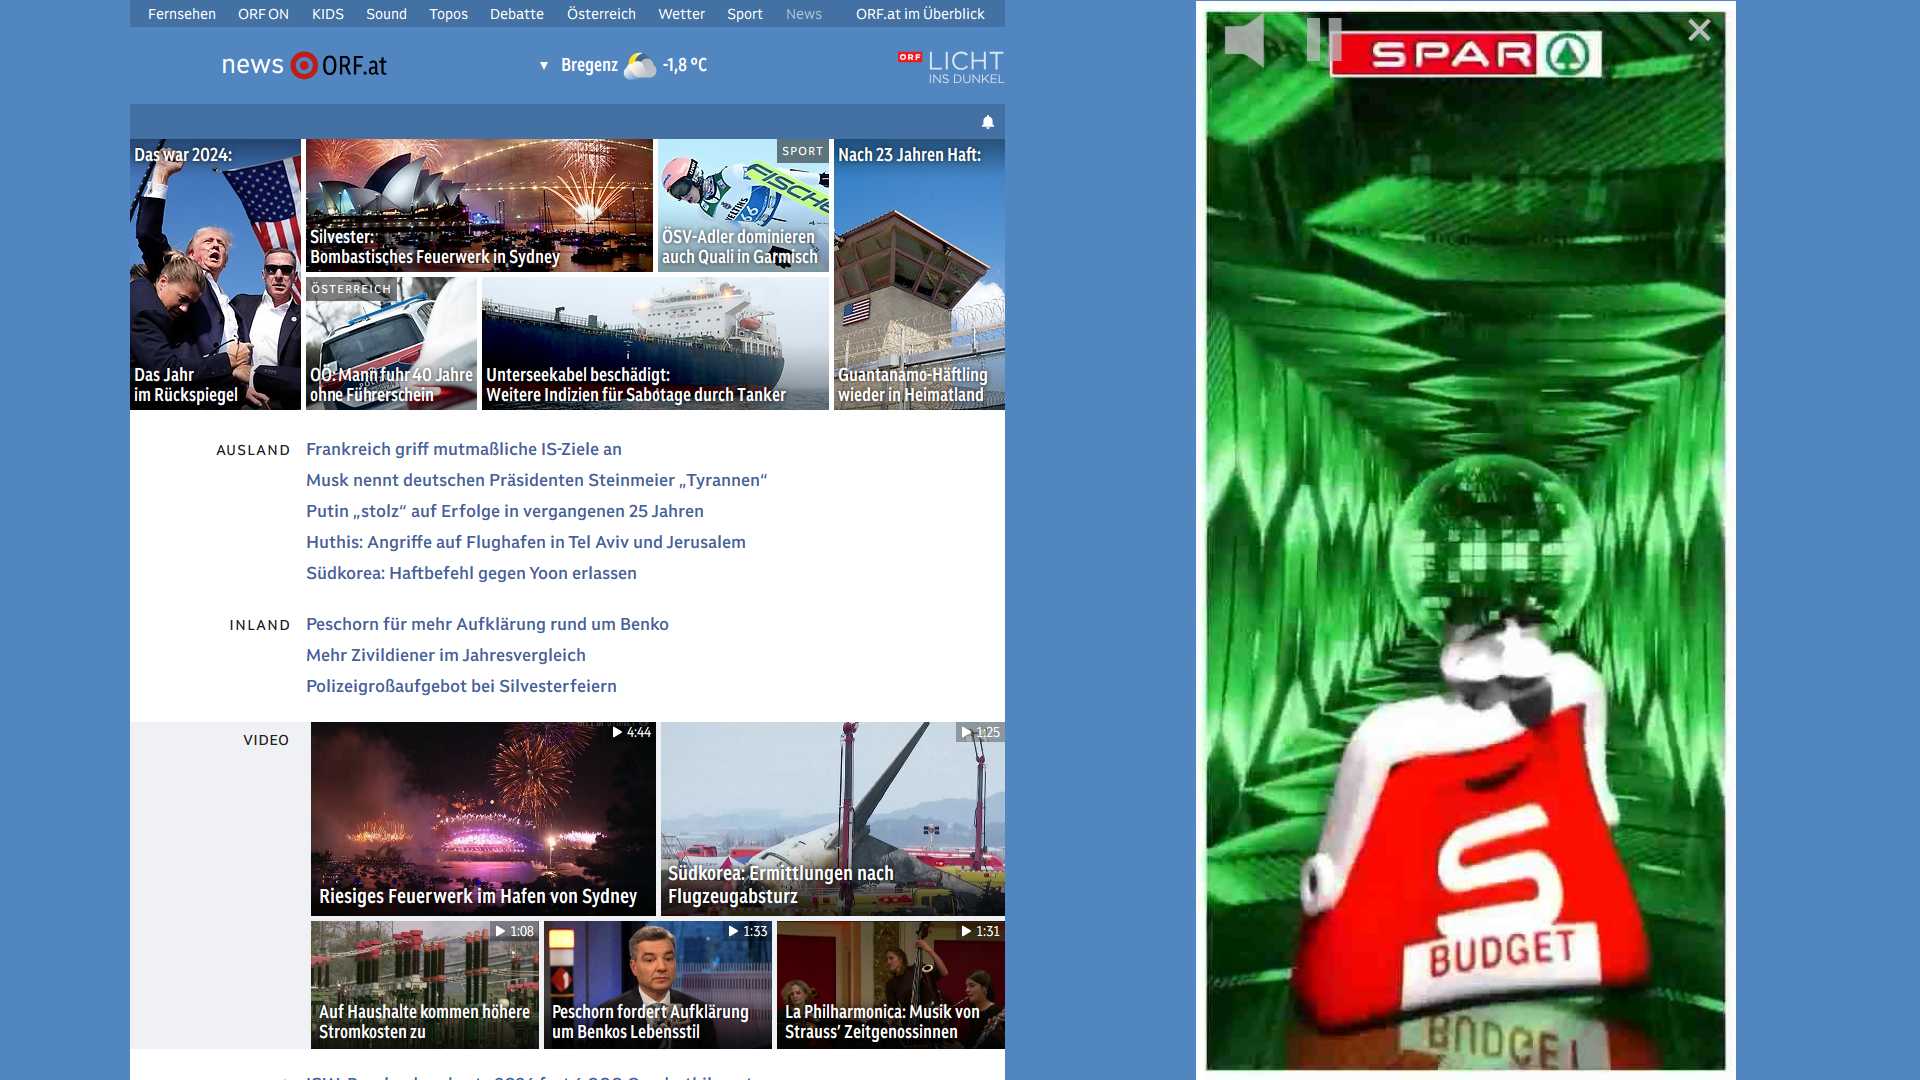 Fernsehen ORF ON KIDS Sound Topos Debatte Österreich Wetter Sport News ORF.at im Überblick
news ORF.at
▼ Bregenz -1,8 °C
ORF LICHT
INS DUNKEL
Das war 2024:
Das Jahr
im Rückspiegel
Silvester:
Bombastisches Feuerwerk in Sydney
SPORT
FISCHER
ÖSV-Adler dominieren
auch Quali in Garmisch
Nach 23 Jahren Haft:
Guantanamo-Häftling
wieder in Heimatland
ÖSTERREICH
OÖ: Mann fuhr 40 Jahre
ohne Führerschein
Unterseekabel beschädigt:
Weitere Indizien für Sabotage durch Tanker
AUSLAND
Frankreich griff mutmaßliche IS-Ziele an
Musk nennt deutschen Präsidenten Steinmeier „Tyrannen“
Putin „stolz“ auf Erfolge in vergangenen 25 Jahren
Huthis: Angriffe auf Flughafen in Tel Aviv und Jerusalem
Südkorea: Haftbefehl gegen Yoon erlassen
INLAND
Peschorn für mehr Aufklärung rund um Benko
Mehr Zivildiener im Jahresvergleich
Polizeigroßaufgebot bei Silvesterfeiern
VIDEO
4:44
Riesiges Feuerwerk im Hafen von Sydney
1:25
Südkorea: Ermittlungen nach
Flugzeugabsturz
1:08
Auf Haushalte kommen höhere
Stromkosten zu
1:33
Peschorn fordert Aufklärung
um Benkos Lebensstil
1:31
La Philharmonica: Musik von
Strauss’ Zeitgenossinnen
SPAR
S
BUDGET